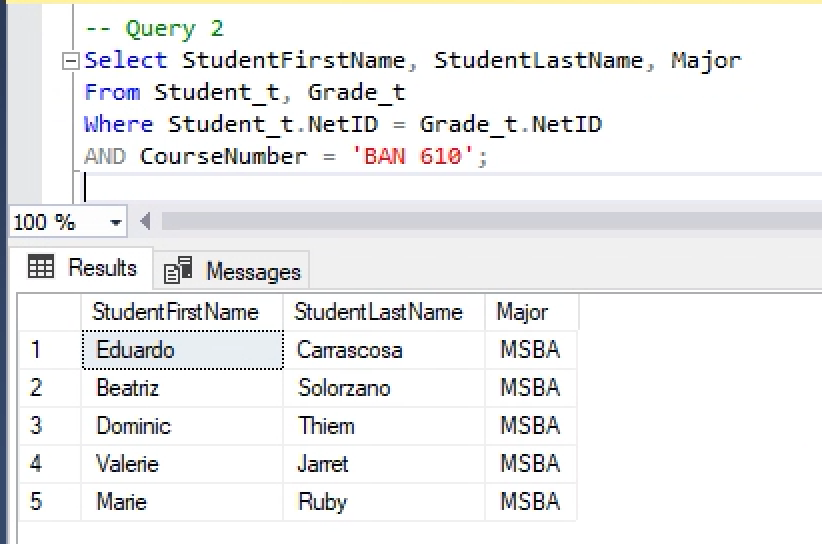 -- Query 2
Select StudentFirstName, StudentLastName, Major
From Student_t, Grade_t
Where Student_t.NetID = Grade_t.NetID
AND CourseNumber = 'BAN 610';
100 %
Results Messages
StudentFirstName StudentLastName Major
1 Eduardo Carrascosa MSBA
2 Beatriz Solorzano MSBA
3 Dominic Thiem MSBA
4 Valerie Jarret MSBA
5 Marie Ruby MSBA